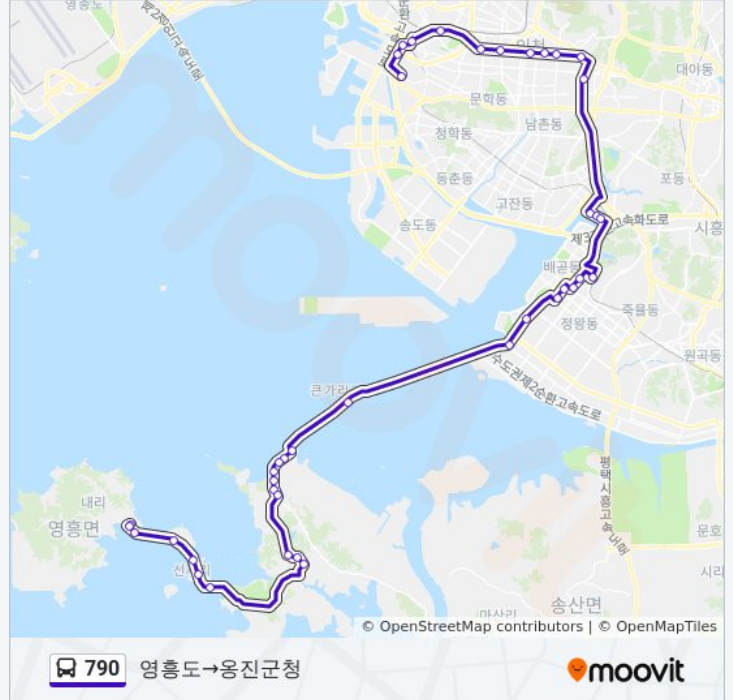 영종도
제2경인고속도로
인천
대야동
문학동
청학동
남촌동
동춘동
포동
고잔동
송도동
고속화도로
제3
시흥
배곧동
죽율동
정왕동
원곡동
수도권제2순환고속도로
큰가리
평택시흥고속도로
내리
영흥면
문호
선재리
시리
송산면
마산리
© OpenStreetMap contributors | © OpenMapTiles
790 영흥도→옹진군청
moovit